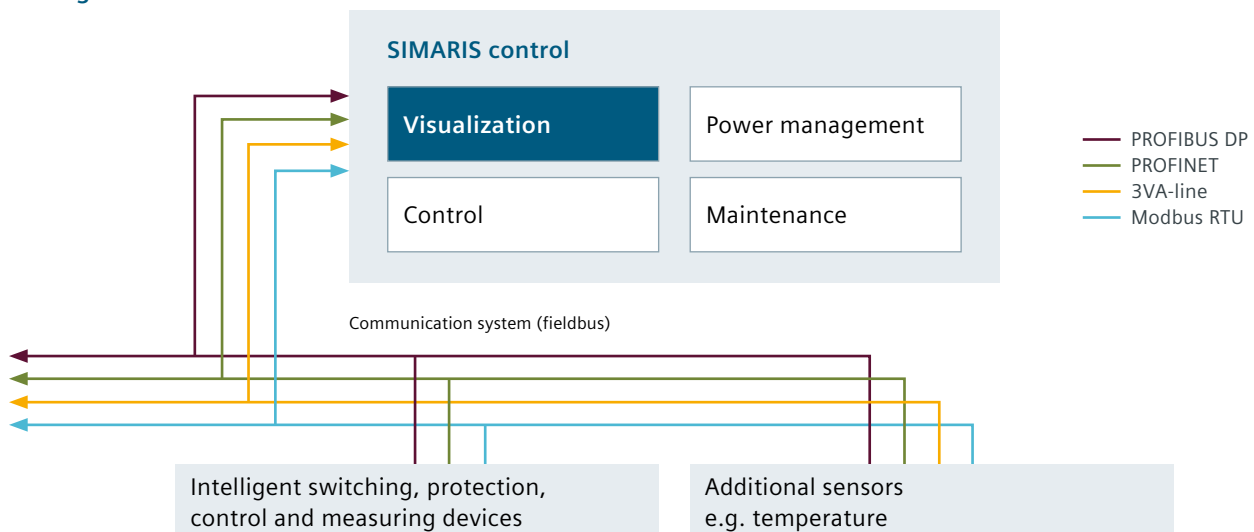 SIMARIS control
Visualization
Power management
Control
Maintenance
PROFIBUS DP
PROFINET
3VA-line
Modbus RTU
Communication system (fieldbus)
Intelligent switching, protection,
control and measuring devices
Additional sensors
e.g. temperature